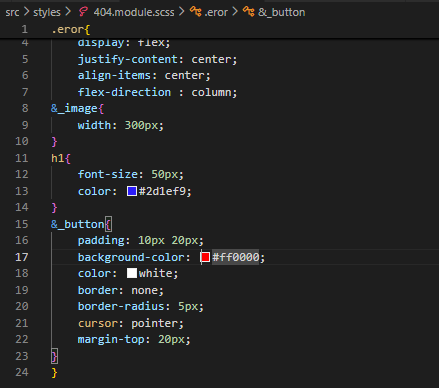 src > styles > 404.module.scss > .eror > &_button
1 .eror{
4 display: flex;
5 justify-content: center;
6 align-items: center;
7 flex-direction : column;
8 &_image{
9 width: 300px;
10 }
11 h1{
12 font-size: 50px;
13 color: #2d1ef9;
14 }
15 &_button{
16 padding: 10px 20px;
17 background-color: #ff0000;
18 color: white;
19 border: none;
20 border-radius: 5px;
21 cursor: pointer;
22 margin-top: 20px;
23 }
24 }